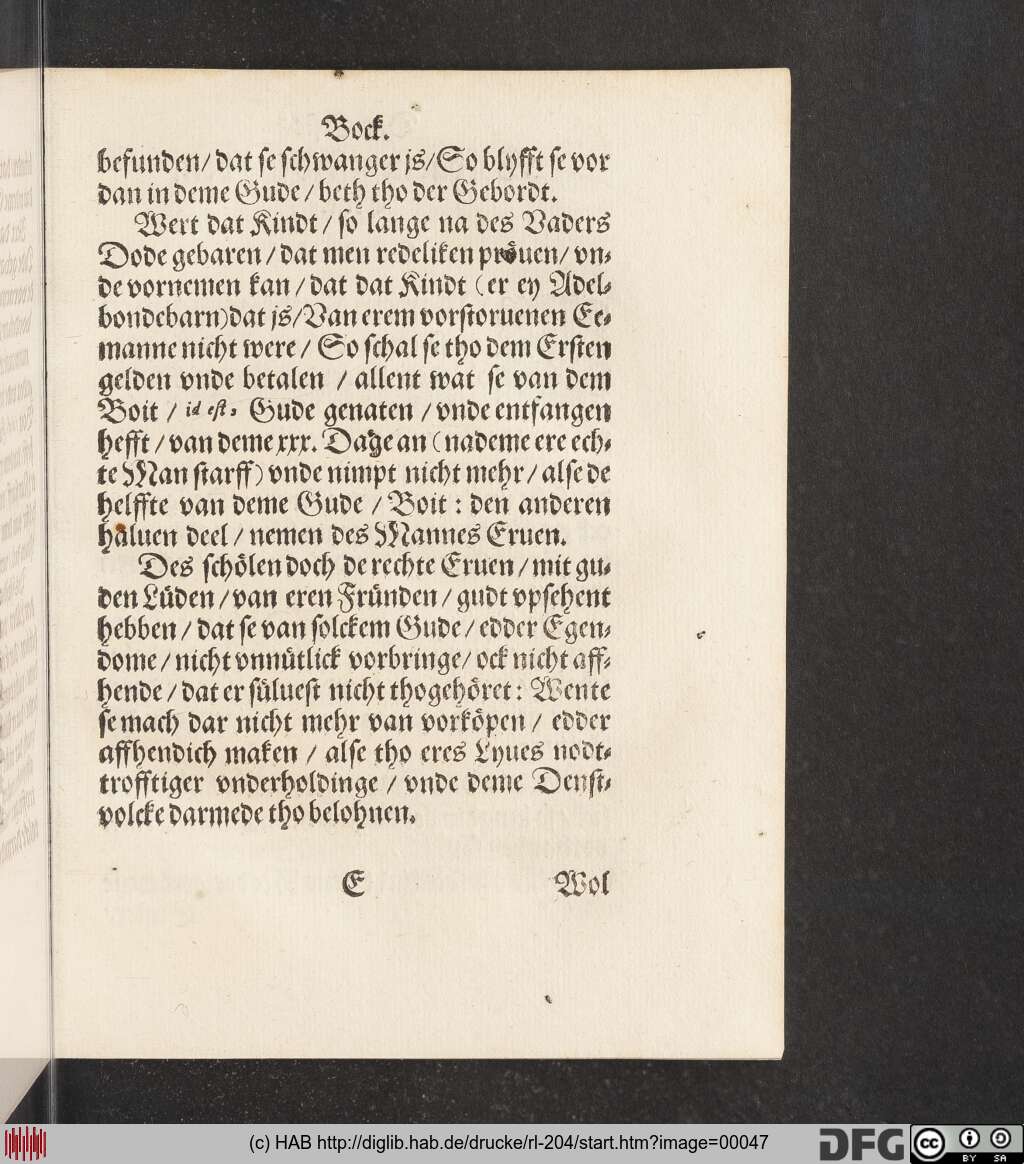 Bock.
befunden/ dat se schwanger js/ So blyfft se vor
dan in deme Gude/ beth tho der Gebordt.
Wert dat Kindt/ so lange na des Vaders
Dode gebaren/ dat men redeliken pröuen/ vn⸗
de vornemen kan/ dat dat Kindt (er ey Adel⸗
bondebarn) dat js/ Van erem vorstoruenen Ee⸗
manne nicht were/ So schal se tho dem Ersten
gelden vnde betalen / allent wat se van dem
Boit / id est, Gude genaten / vnde entfangen
hefft/ van deme xxx. Dage an (nademe ere ech⸗
te Man starff) vnde nimpt nicht mehr/ alse de
helffte van deme Gude / Boit : den anderen
haluen deel / nemen des Mannes Eruen.
Des schölen doch de rechte Eruen/ mit gu⸗
den Lüden/ van eren Fründen/ gudt vpsehent
hebben/ dat se van solckem Gude/ edder Egen⸗
dome/ nicht vnnütlick vorbringe/ ock nicht aff⸗
hende/ dat er süluest nicht thogehöret: Wente
se mach dar nicht mehr van vorköpen / edder
affhendich maken / alse tho eres Lyues nodt⸗
trofftiger vnderholdinge / vnde deme Denst⸗
volcke darmede tho belohnen.
E Wol
(c) HAB http://diglib.hab.de/drucke/rl-204/start.htm?image=00047
DFG cc BY SA